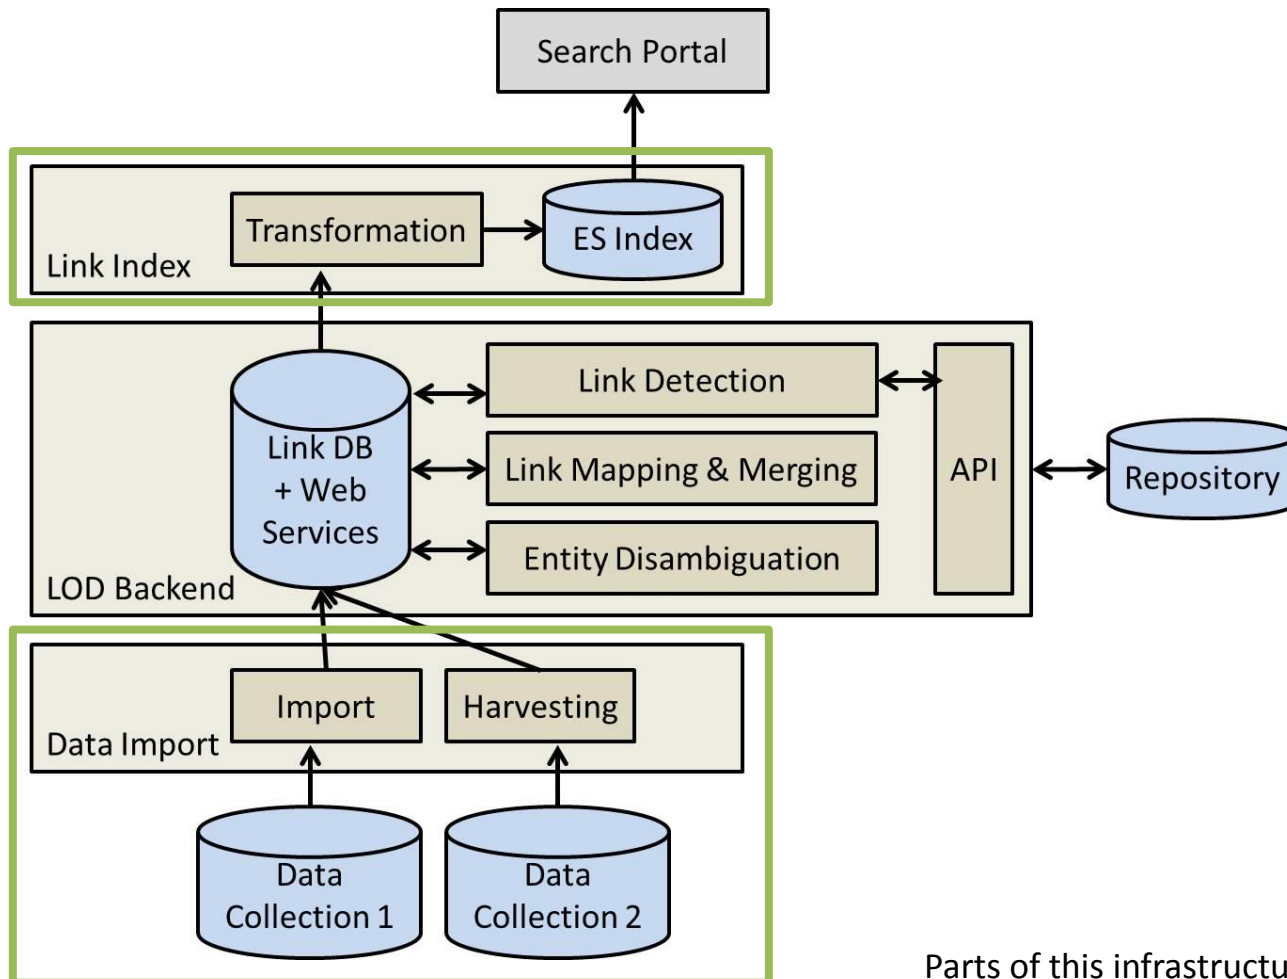 Search Portal
Transformation
ES Index
Link Index
Link Detection
Link DB
+ Web
Services
Link Mapping & Merging
API
Repository
Entity Disambiguation
LOD Backend
Import
Harvesting
Data Import
Data
Collection 1
Data
Collection 2
Parts of this